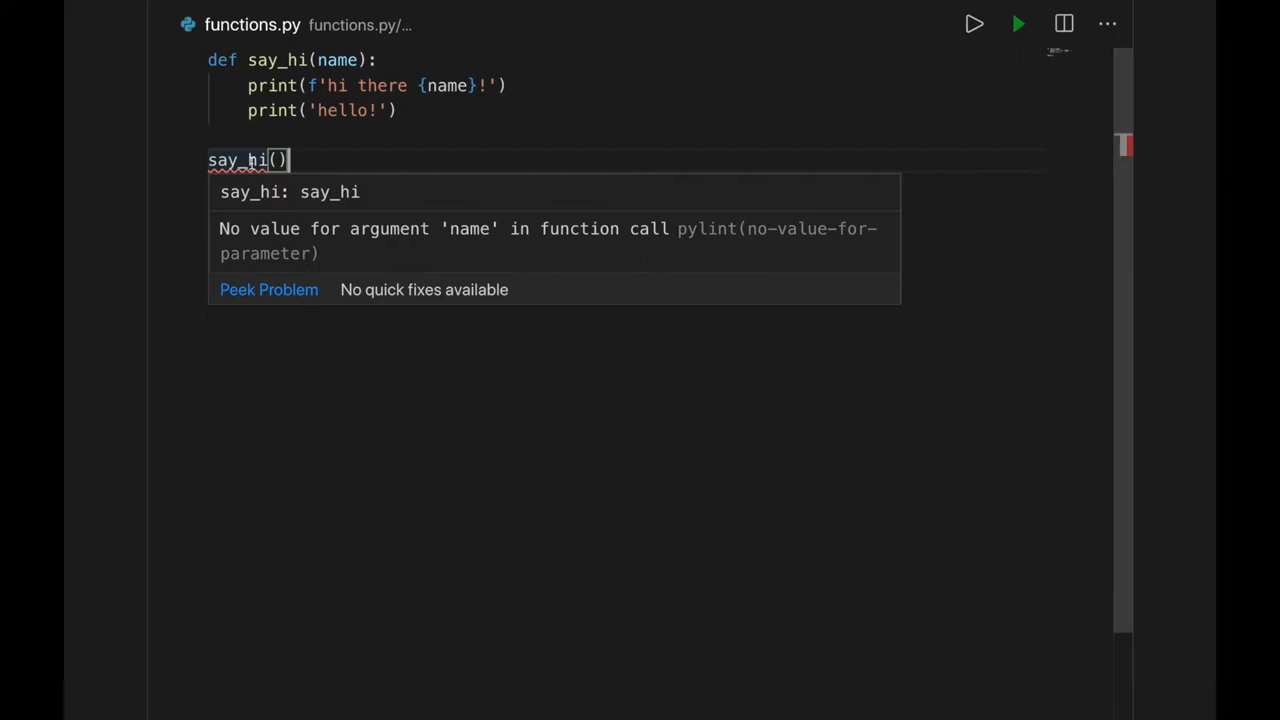 functions.py functions.py/...
def say_hi(name):
    print(f'hi there {name}!')
    print('hello!')
say_hi()
say_hi: say_hi
No value for argument 'name' in function call pylint(no-value-for-
parameter)
Peek Problem No quick fixes available